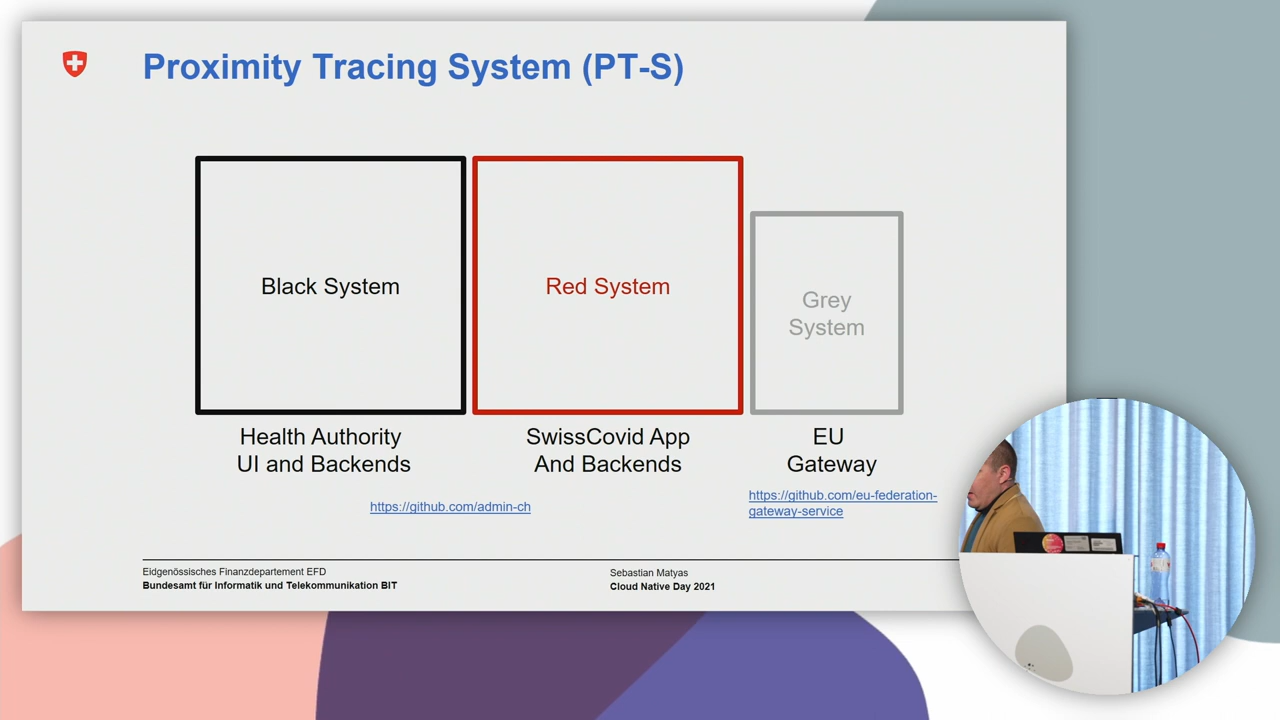 Proximity Tracing System (PT-S)
Black System
Red System
Grey
System
Health Authority
UI and Backends
SwissCovid App
And Backends
EU
Gateway
https://github.com/admin-ch
https://github.com/eu-federation-
gateway-service
Eidgenössisches Finanzdepartement EFD
Bundesamt für Informatik und Telekommunikation BIT
Sebastian Matyas
Cloud Native Day 2021